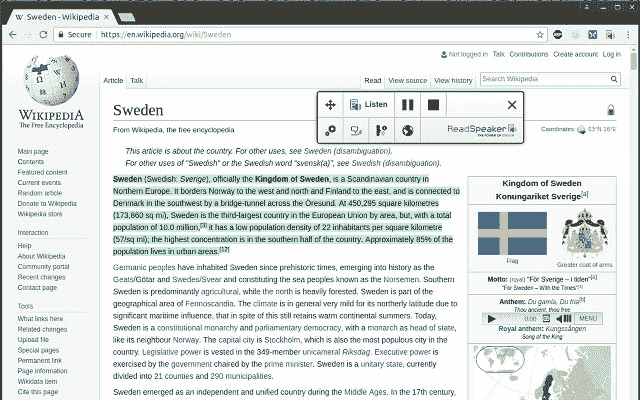 Sweden - Wikipedia
Secure https://en.wikipedia.org/wiki/Sweden
Not logged in Talk Contributions Create account Log in
Article Talk Read View source View history Search Wikipedia
WIKIPEDIA
The Free Encyclopedia
Main page
Contents
Featured content
Current events
Random article
Donate to Wikipedia
Wikipedia store
Interaction
Help
About Wikipedia
Community portal
Recent changes
Contact page
Tools
What links here
Related changes
Upload file
Special pages
Permanent link
Page information
Wikidata item
Cite this page
Listen
ReadSpeaker
THE POWER OF SPEECH
Sweden
From Wikipedia, the free encyclopedia
Coordinates: 63°N 16°E
This article is about the country. For other uses, see Sweden (disambiguation).
For other uses of "Swedish" or the Swedish word "svensk(a)", see Swedish (disambiguation).
Sweden (Swedish: Sverige), officially the Kingdom of Sweden, is a Scandinavian country in
Northern Europe. It borders Norway to the west and north and Finland to the east, and is connected to
Denmark in the southwest by a bridge-tunnel across the Öresund. At 450,295 square kilometres
(173,860 sq mi), Sweden is the third-largest country in the European Union by area, but, with a total
population of 10.0 million,[3] it has a low population density of 22 inhabitants per square kilometre
(57/sq mi); the highest concentration is in the southern half of the country. Approximately 85% of the
population lives in urban areas.[12]
Germanic peoples have inhabited Sweden since prehistoric times, emerging into history as the
Geats/Götar and Swedes/Svear and constituting the sea peoples known as the Norsemen. Southern
Sweden is predominantly agricultural, while the north is heavily forested. Sweden is part of the
geographical area of Fennoscandia. The climate is in general very mild for its northerly latitude due to
significant maritime influence, that in spite of this still retains warm continental summers. Today,
Sweden is a constitutional monarchy and parliamentary democracy, with a monarch as head of state,
like its neighbour Norway. The capital city is Stockholm, which is also the most populous city in the
country. Legislative power is vested in the 349-member unicameral Riksdag. Executive power is
exercised by the government chaired by the prime minister. Sweden is a unitary state, currently
divided into 21 counties and 290 municipalities.
Sweden emerged as an independent and unified country during the Middle Ages. In the 17th century,
Kingdom of Sweden
Konungariket Sverige[a]
Flag
Greater coat of arms
Motto: (royal) "För Sverige – i tiden"[a]
"For Sweden – With the Times"[1]
Anthem: Du gamla, Du fria[b]
Thou ancient, thou free
0:00 MENU
Royal anthem: Kungssången
Song of the King